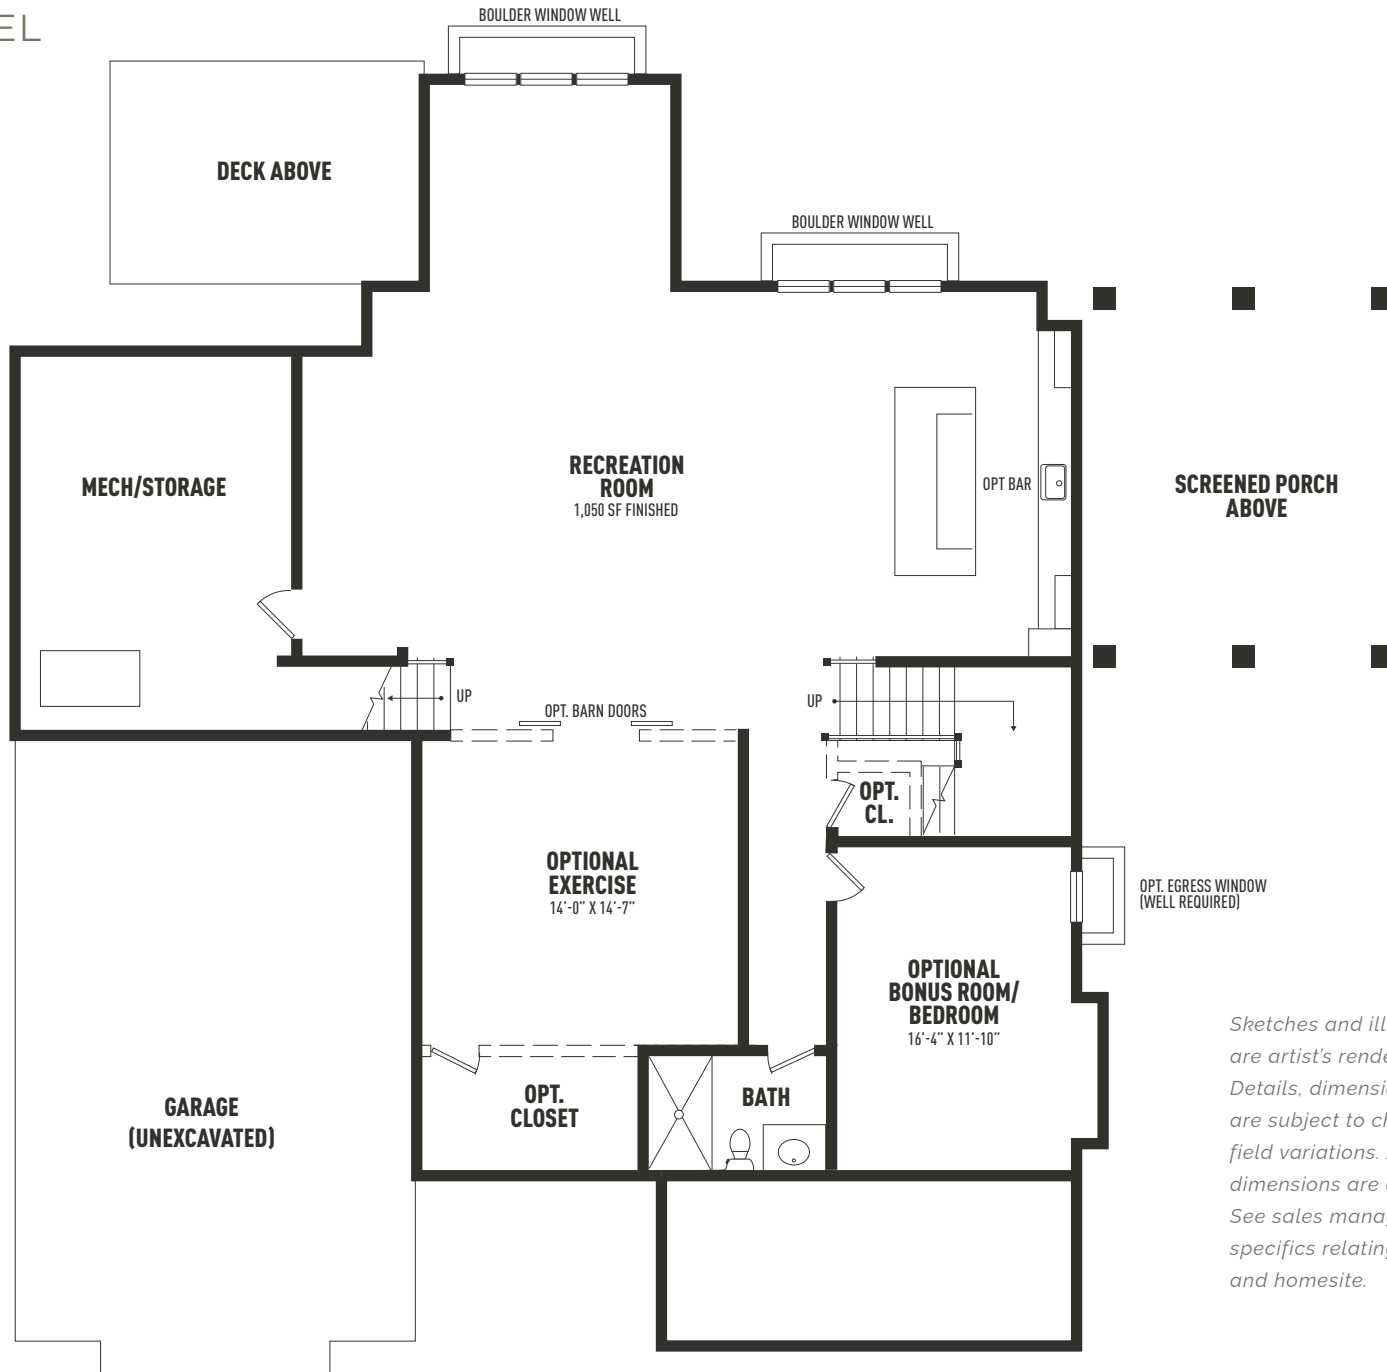 EL
BOULDER WINDOW WELL
DECK ABOVE
BOULDER WINDOW WELL
MECH/STORAGE
RECREATION
ROOM
1,050 SF FINISHED
OPT BAR
SCREENED PORCH
ABOVE
UP
OPT. BARN DOORS
UP
OPT.
CL.
OPTIONAL
EXERCISE
14'-0" X 14'-7"
OPT. EGRESS WINDOW
(WELL REQUIRED)
OPTIONAL
BONUS ROOM/
BEDROOM
16'-4" X 11'-10"
GARAGE
(UNEXCAVATED)
OPT.
CLOSET
BATH
Sketches and ill
are artist's rende
Details, dimensi
are subject to c
field variations.
dimensions are
See sales mana
specifics relatin
and homesite.